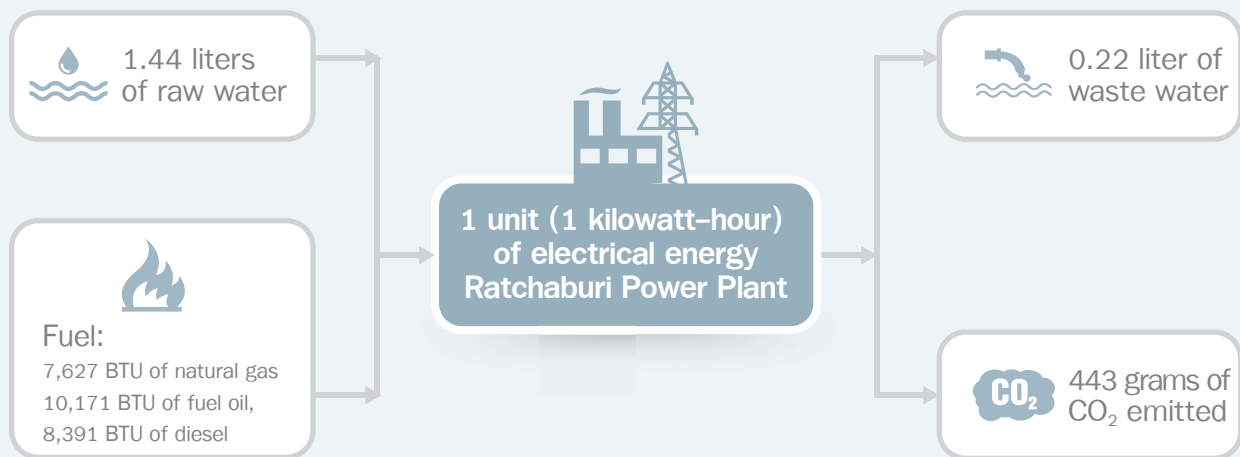 1.44 liters
of raw water
Fuel:
7,627 BTU of natural gas
10,171 BTU of fuel oil,
8,391 BTU of diesel
1 unit (1 kilowatt–hour)
of electrical energy
Ratchaburi Power Plant
0.22 liter of
waste water
CO₂
443 grams of
CO₂ emitted